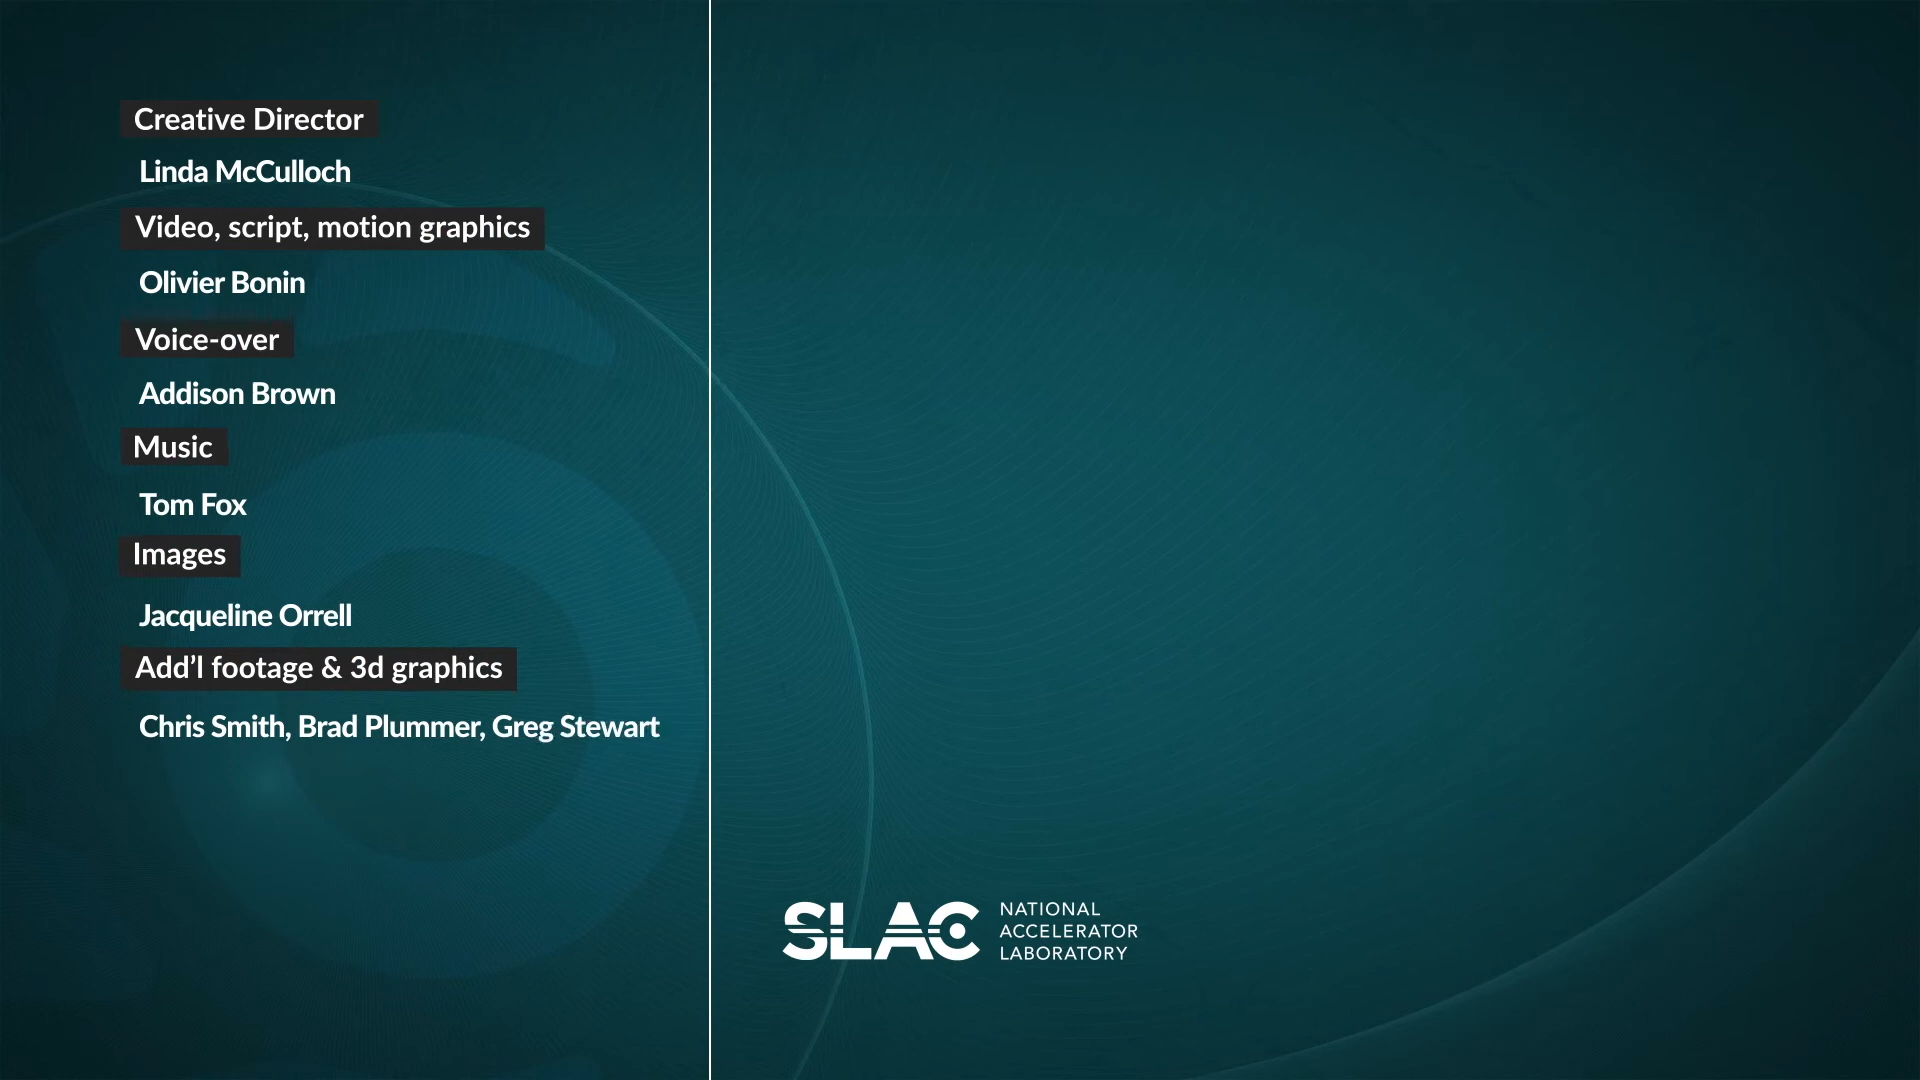 Creative Director
Linda McCulloch
Video, script, motion graphics
Olivier Bonin
Voice-over
Addison Brown
Music
Tom Fox
Images
Jacqueline Orrell
Add’l footage & 3d graphics
Chris Smith, Brad Plummer, Greg Stewart
SLAC
NATIONAL
ACCELERATOR
LABORATORY